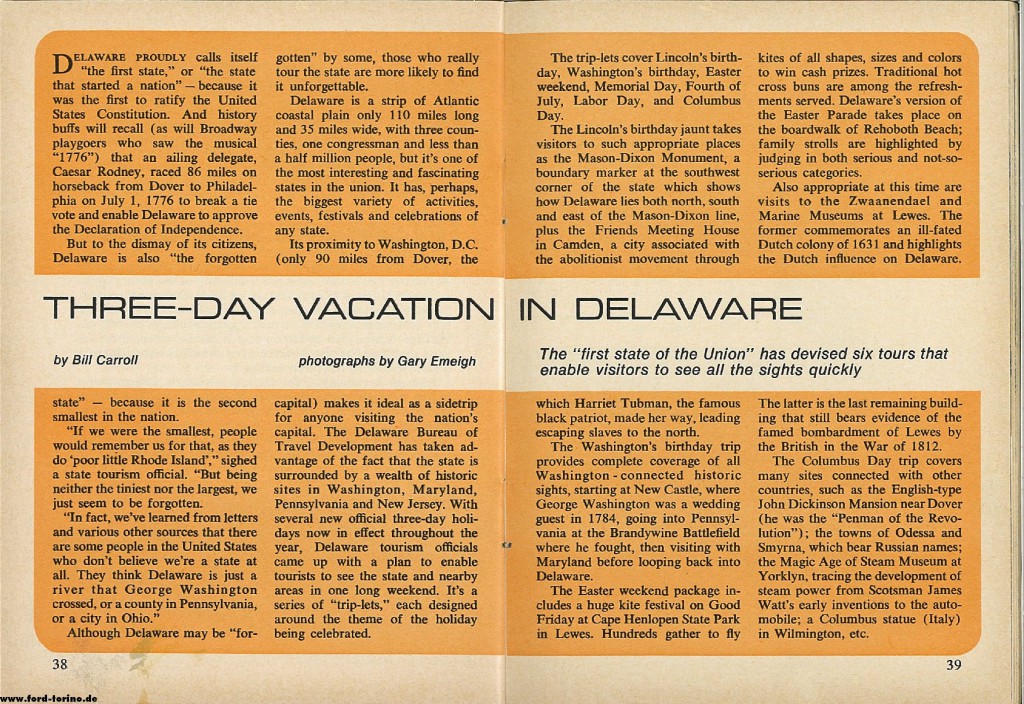 THREE-DAY VACATION IN DELAWARE
by Bill Carroll
photographs by Gary Emeigh
The "first state of the Union" has devised six tours that
enable visitors to see all the sights quickly
DELAWARE PROUDLY calls itself
"the first state," or "the state
that started a nation" — because it
was the first to ratify the United
States Constitution. And history
buffs will recall (as will Broadway
playgoers who saw the musical
"1776") that an ailing delegate,
Caesar Rodney, raced 86 miles on
horseback from Dover to Philadel-
phia on July 1, 1776 to break a tie
vote and enable Delaware to approve
the Declaration of Independence.
But to the dismay of its citizens,
Delaware is also "the forgotten
state" — because it is the second
smallest in the nation.
"If we were the smallest, people
would remember us for that, as they
do 'poor little Rhode Island'," sighed
a state tourism official. "But being
neither the tiniest nor the largest, we
just seem to be forgotten.
"In fact, we've learned from letters
and various other sources that there
are some people in the United States
who don't believe we're a state at
all. They think Delaware is just a
river that George Washington
crossed, or a county in Pennsylvania,
or a city in Ohio."
Although Delaware may be "for-
gotten" by some, those who really
tour the state are more likely to find
it unforgettable.
Delaware is a strip of Atlantic
coastal plain only 110 miles long
and 35 miles wide, with three coun-
ties, one congressman and less than
a half million people, but it's one of
the most interesting and fascinating
states in the union. It has, perhaps,
the biggest variety of activities,
events, festivals and celebrations of
any state.
Its proximity to Washington, D.C.
(only 90 miles from Dover, the
capital) makes it ideal as a sidetrip
for anyone visiting the nation's
capital. The Delaware Bureau of
Travel Development has taken ad-
vantage of the fact that the state is
surrounded by a wealth of historic
sites in Washington, Maryland,
Pennsylvania and New Jersey. With
several new official three-day holi-
days now in effect throughout the
year, Delaware tourism officials
came up with a plan to enable
tourists to see the state and nearby
areas in one long weekend. It's a
series of "trip-lets," each designed
around the theme of the holiday
being celebrated.
38
The trip-lets cover Lincoln's birth-
day, Washington's birthday, Easter
weekend, Memorial Day, Fourth of
July, Labor Day, and Columbus
Day.
The Lincoln's birthday jaunt takes
visitors to such appropriate places
as the Mason-Dixon Monument, a
boundary marker at the southwest
corner of the state which shows
how Delaware lies both north, south
and east of the Mason-Dixon line,
plus the Friends Meeting House
in Camden, a city associated with
the abolitionist movement through
which Harriet Tubman, the famous
black patriot, made her way, leading
escaping slaves to the north.
The Washington's birthday trip
provides complete coverage of all
Washington-connected historic
sights, starting at New Castle, where
George Washington was a wedding
guest in 1784, going into Pennsyl-
vania at the Brandywine Battlefield
where he fought, then visiting with
Maryland before looping back into
Delaware.
The Easter weekend package in-
cludes a huge kite festival on Good
Friday at Cape Henlopen State Park
in Lewes. Hundreds gather to fly
kites of all shapes, sizes and colors
to win cash prizes. Traditional hot
cross buns are among the refresh-
ments served. Delaware's version of
the Easter Parade takes place on
the boardwalk of Rehoboth Beach;
family strolls are highlighted by
judging in both serious and not-so-
serious categories.
Also appropriate at this time are
visits to the Zwaanendael and
Marine Museums at Lewes. The
former commemorates an ill-fated
Dutch colony of 1631 and highlights
the Dutch influence on Delaware.
The latter is the last remaining build-
ing that still bears evidence of the
famed bombardment of Lewes by
the British in the War of 1812.
The Columbus Day trip covers
many sites connected with other
countries, such as the English-type
John Dickinson Mansion near Dover
(he was the "Penman of the Revo-
lution"); the towns of Odessa and
Smyrna, which bear Russian names;
the Magic Age of Steam Museum at
Yorklyn, tracing the development of
steam power from Scotsman James
Watt's early inventions to the auto-
mobile; a Columbus statue (Italy)
in Wilmington, etc.
39
www.ford-torino.de